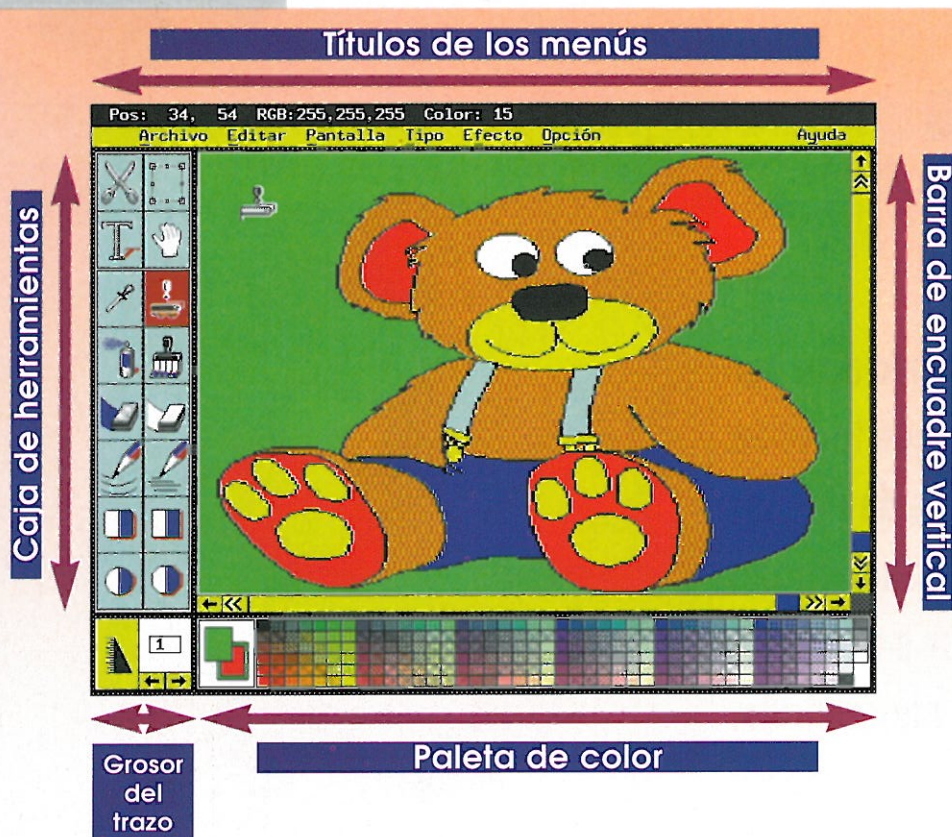 Títulos de los menús
Pos: 34, 54 RGB:255,255,255 Color: 15
Archivo Editar Pantalla Tipo Efecto Opción Ayuda
Caja de herramientas
Barra de encuadre vertical
T
1
Grosor
del
trazo
Paleta de color